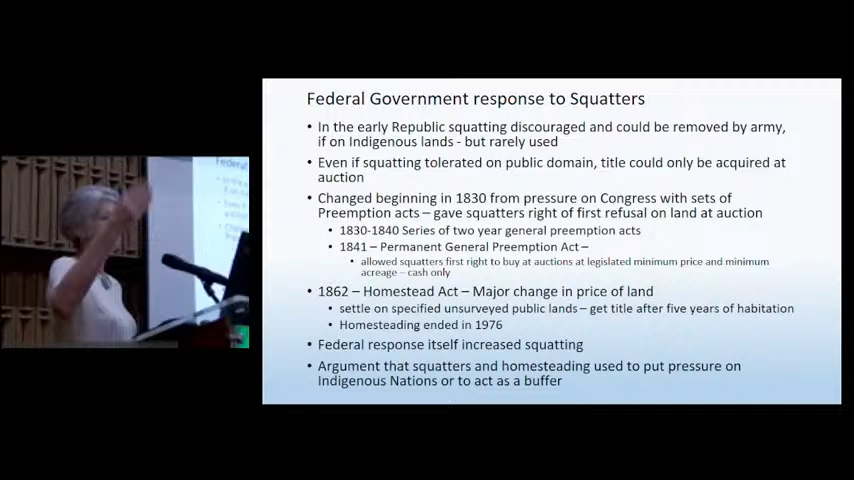 Federal Government response to Squatters
• In the early Republic squatting discouraged and could be removed by army,
if on Indigenous lands - but rarely used
• Even if squatting tolerated on public domain, title could only be acquired at
auction
• Changed beginning in 1830 from pressure on Congress with sets of
Preemption acts – gave squatters right of first refusal on land at auction
• 1830-1840 Series of two year general preemption acts
• 1841 – Permanent General Preemption Act –
• allowed squatters first right to buy at auctions at legislated minimum price and minimum
acreage – cash only
• 1862 – Homestead Act – Major change in price of land
• settle on specified unsurveyed public lands – get title after five years of habitation
• Homesteading ended in 1976
• Federal response itself increased squatting
• Argument that squatters and homesteading used to put pressure on
Indigenous Nations or to act as a buffer